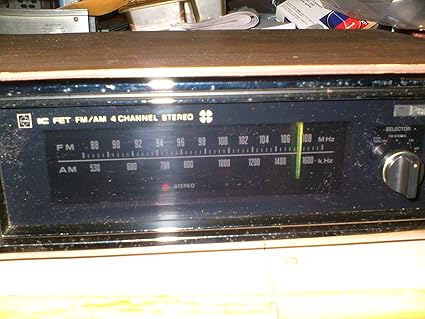 IC FET FM/AM 4 CHANNEL STEREO
FM 88 90 92 94 96 98 100 102 104 106 108 MHz
AM 530 600 700 800 1000 1200 1400 1600 kHz
STEREO
SELECTOR